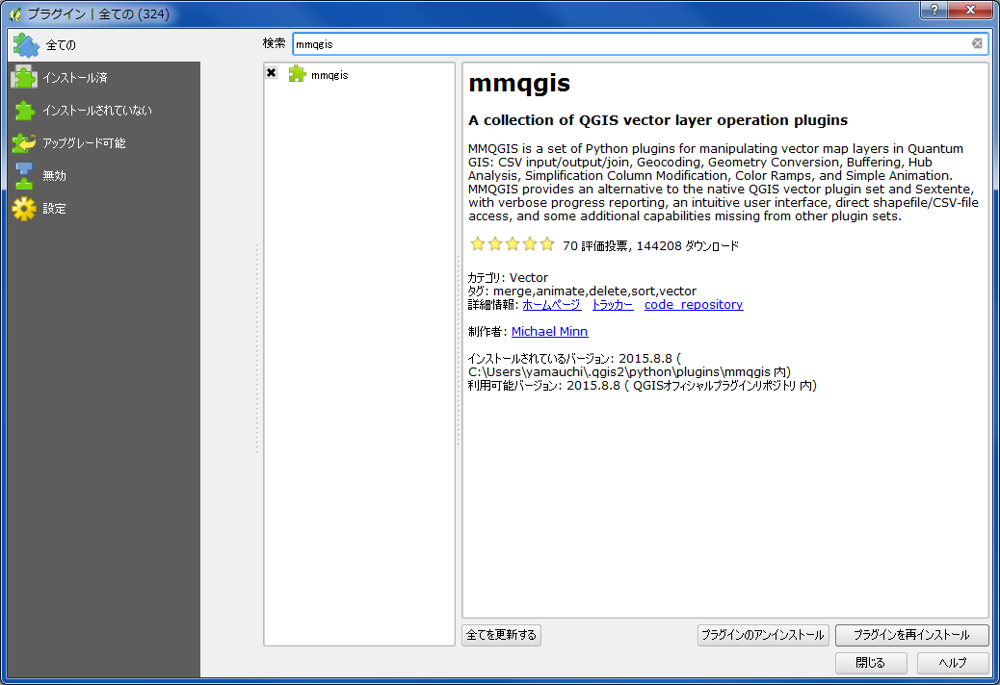 プラグイン | 全ての (324)
?
全ての
インストール済
インストールされていない
アップグレード可能
無効
設定
検索 mmqgis
mmqgis
mmqgis
A collection of QGIS vector layer operation plugins
MMQGIS is a set of Python plugins for manipulating vector map layers in Quantum
GIS: CSV input/output/join, Geocoding, Geometry Conversion, Buffering, Hub
Analysis, Simplification Column Modification, Color Ramps, and Simple Animation.
MMQGIS provides an alternative to the native QGIS vector plugin set and Sextente,
with verbose progress reporting, an intuitive user interface, direct shapefile/CSV-file
access, and some additional capabilities missing from other plugin sets.
70 評価投票, 144208 ダウンロード
カテゴリ: Vector
タグ: merge,animate,delete,sort,vector
詳細情報: ホームページ トラッカー code_repository
制作者: Michael Minn
インストールされているバージョン: 2015.8.8 (
C:\Users\yamauchi\.qgis2\python\plugins\mmqgis 内)
利用可能バージョン: 2015.8.8 ( QGISオフィシャルプラグインリポジトリ 内)
全てを更新する
プラグインのアンインストール
プラグインを再インストール
閉じる
ヘルプ